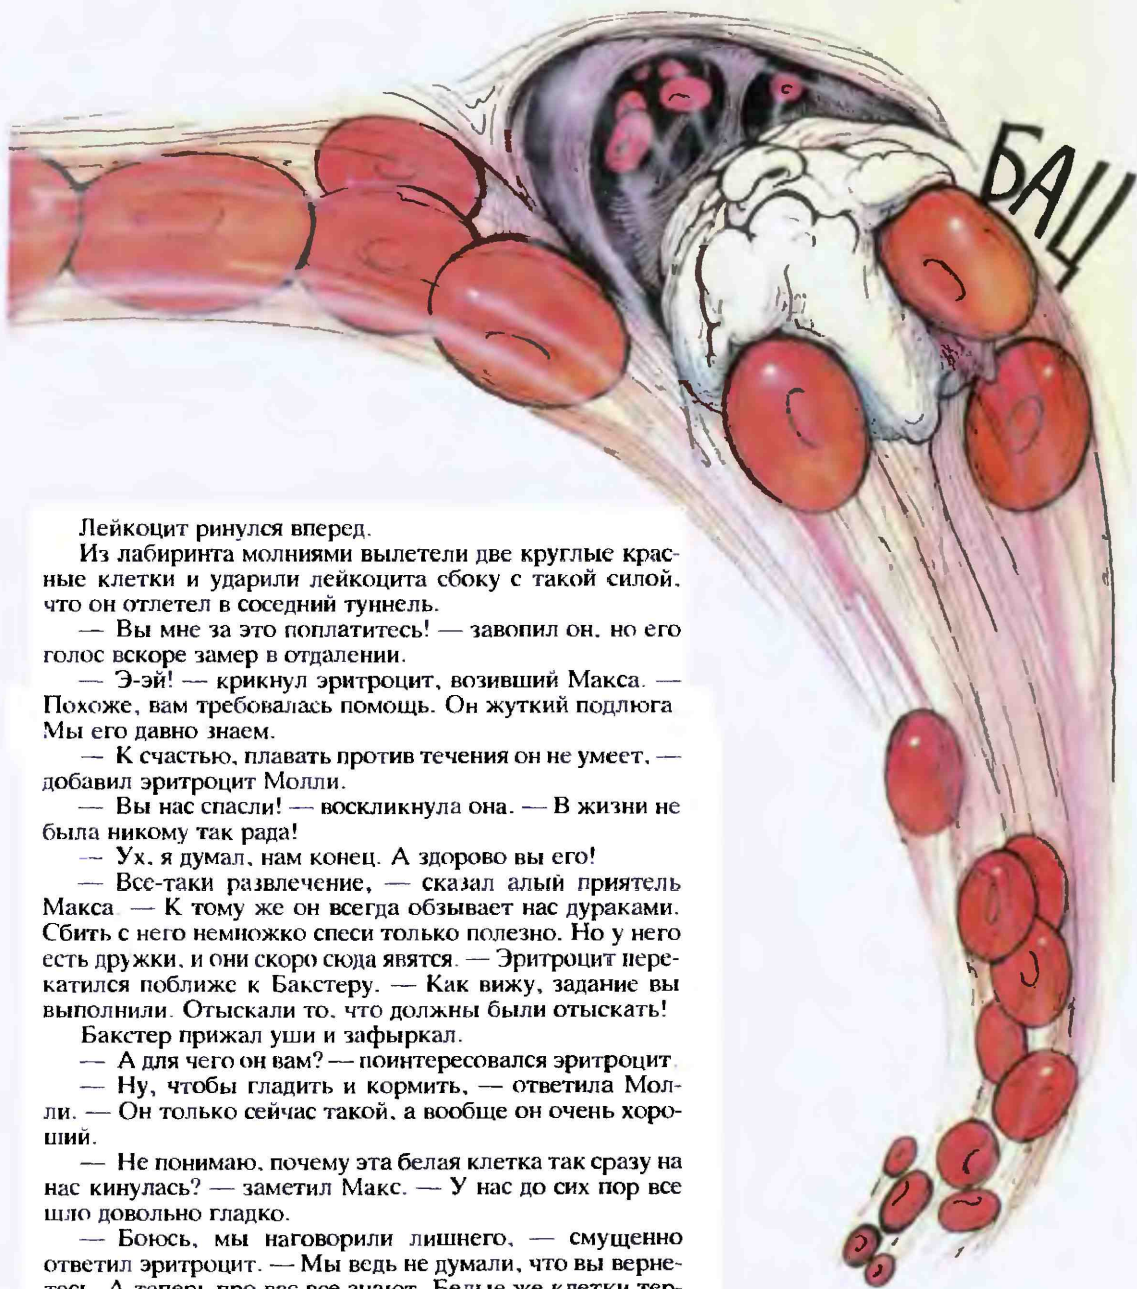 БАЦ
Лейкоцит ринулся вперед.
Из лабиринта молниями вылетели две круглые крас-
ные клетки и ударили лейкоцита сбоку с такой силой,
что он отлетел в соседний туннель.
— Вы мне за это поплатитесь! — завопил он, но его
голос вскоре замер в отдалении.
— Э-эй! — крикнул эритроцит, возивший Макса. —
Похоже, вам требовалась помощь. Он жуткий подлюга
Мы его давно знаем.
— К счастью, плавать против течения он не умеет, —
добавил эритроцит Молли.
— Вы нас спасли! — воскликнула она. — В жизни не
была никому так рада!
— Ух, я думал, нам конец. А здорово вы его!
— Все-таки развлечение, — сказал алый приятель
Макса — К тому же он всегда обзывает нас дураками.
Сбить с него немножко спеси только полезно. Но у него
есть дружки, и они скоро сюда явятся. — Эритроцит пере-
катился поближе к Бакстеру. — Как вижу, задание вы
выполнили. Отыскали то, что должны были отыскать!
Бакстер прижал уши и зафыркал.
— А для чего он вам? — поинтересовался эритроцит
— Ну, чтобы гладить и кормить, — ответила Мол-
ли. — Он только сейчас такой, а вообще он очень хоро-
ший.
— Не понимаю, почему эта белая клетка так сразу на
нас кинулась? — заметил Макс. — У нас до сих пор все
шло довольно гладко.
— Боюсь, мы наговорили лишнего, — смущенно
ответил эритроцит. — Мы ведь не думали, что вы верне-
тесь. А теперь про вас все знают. Белые же клетки тер-